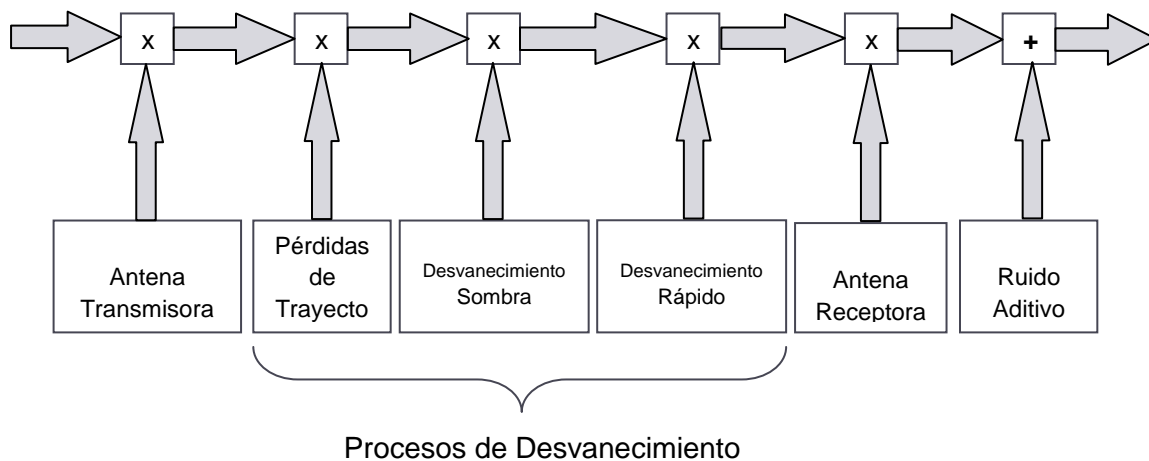 x x x x x +
Antena
Transmisora
Pérdidas
de
Trayecto
Desvanecimiento
Sombra
Desvanecimiento
Rápido
Antena
Receptora
Ruido
Aditivo
Procesos de Desvanecimiento